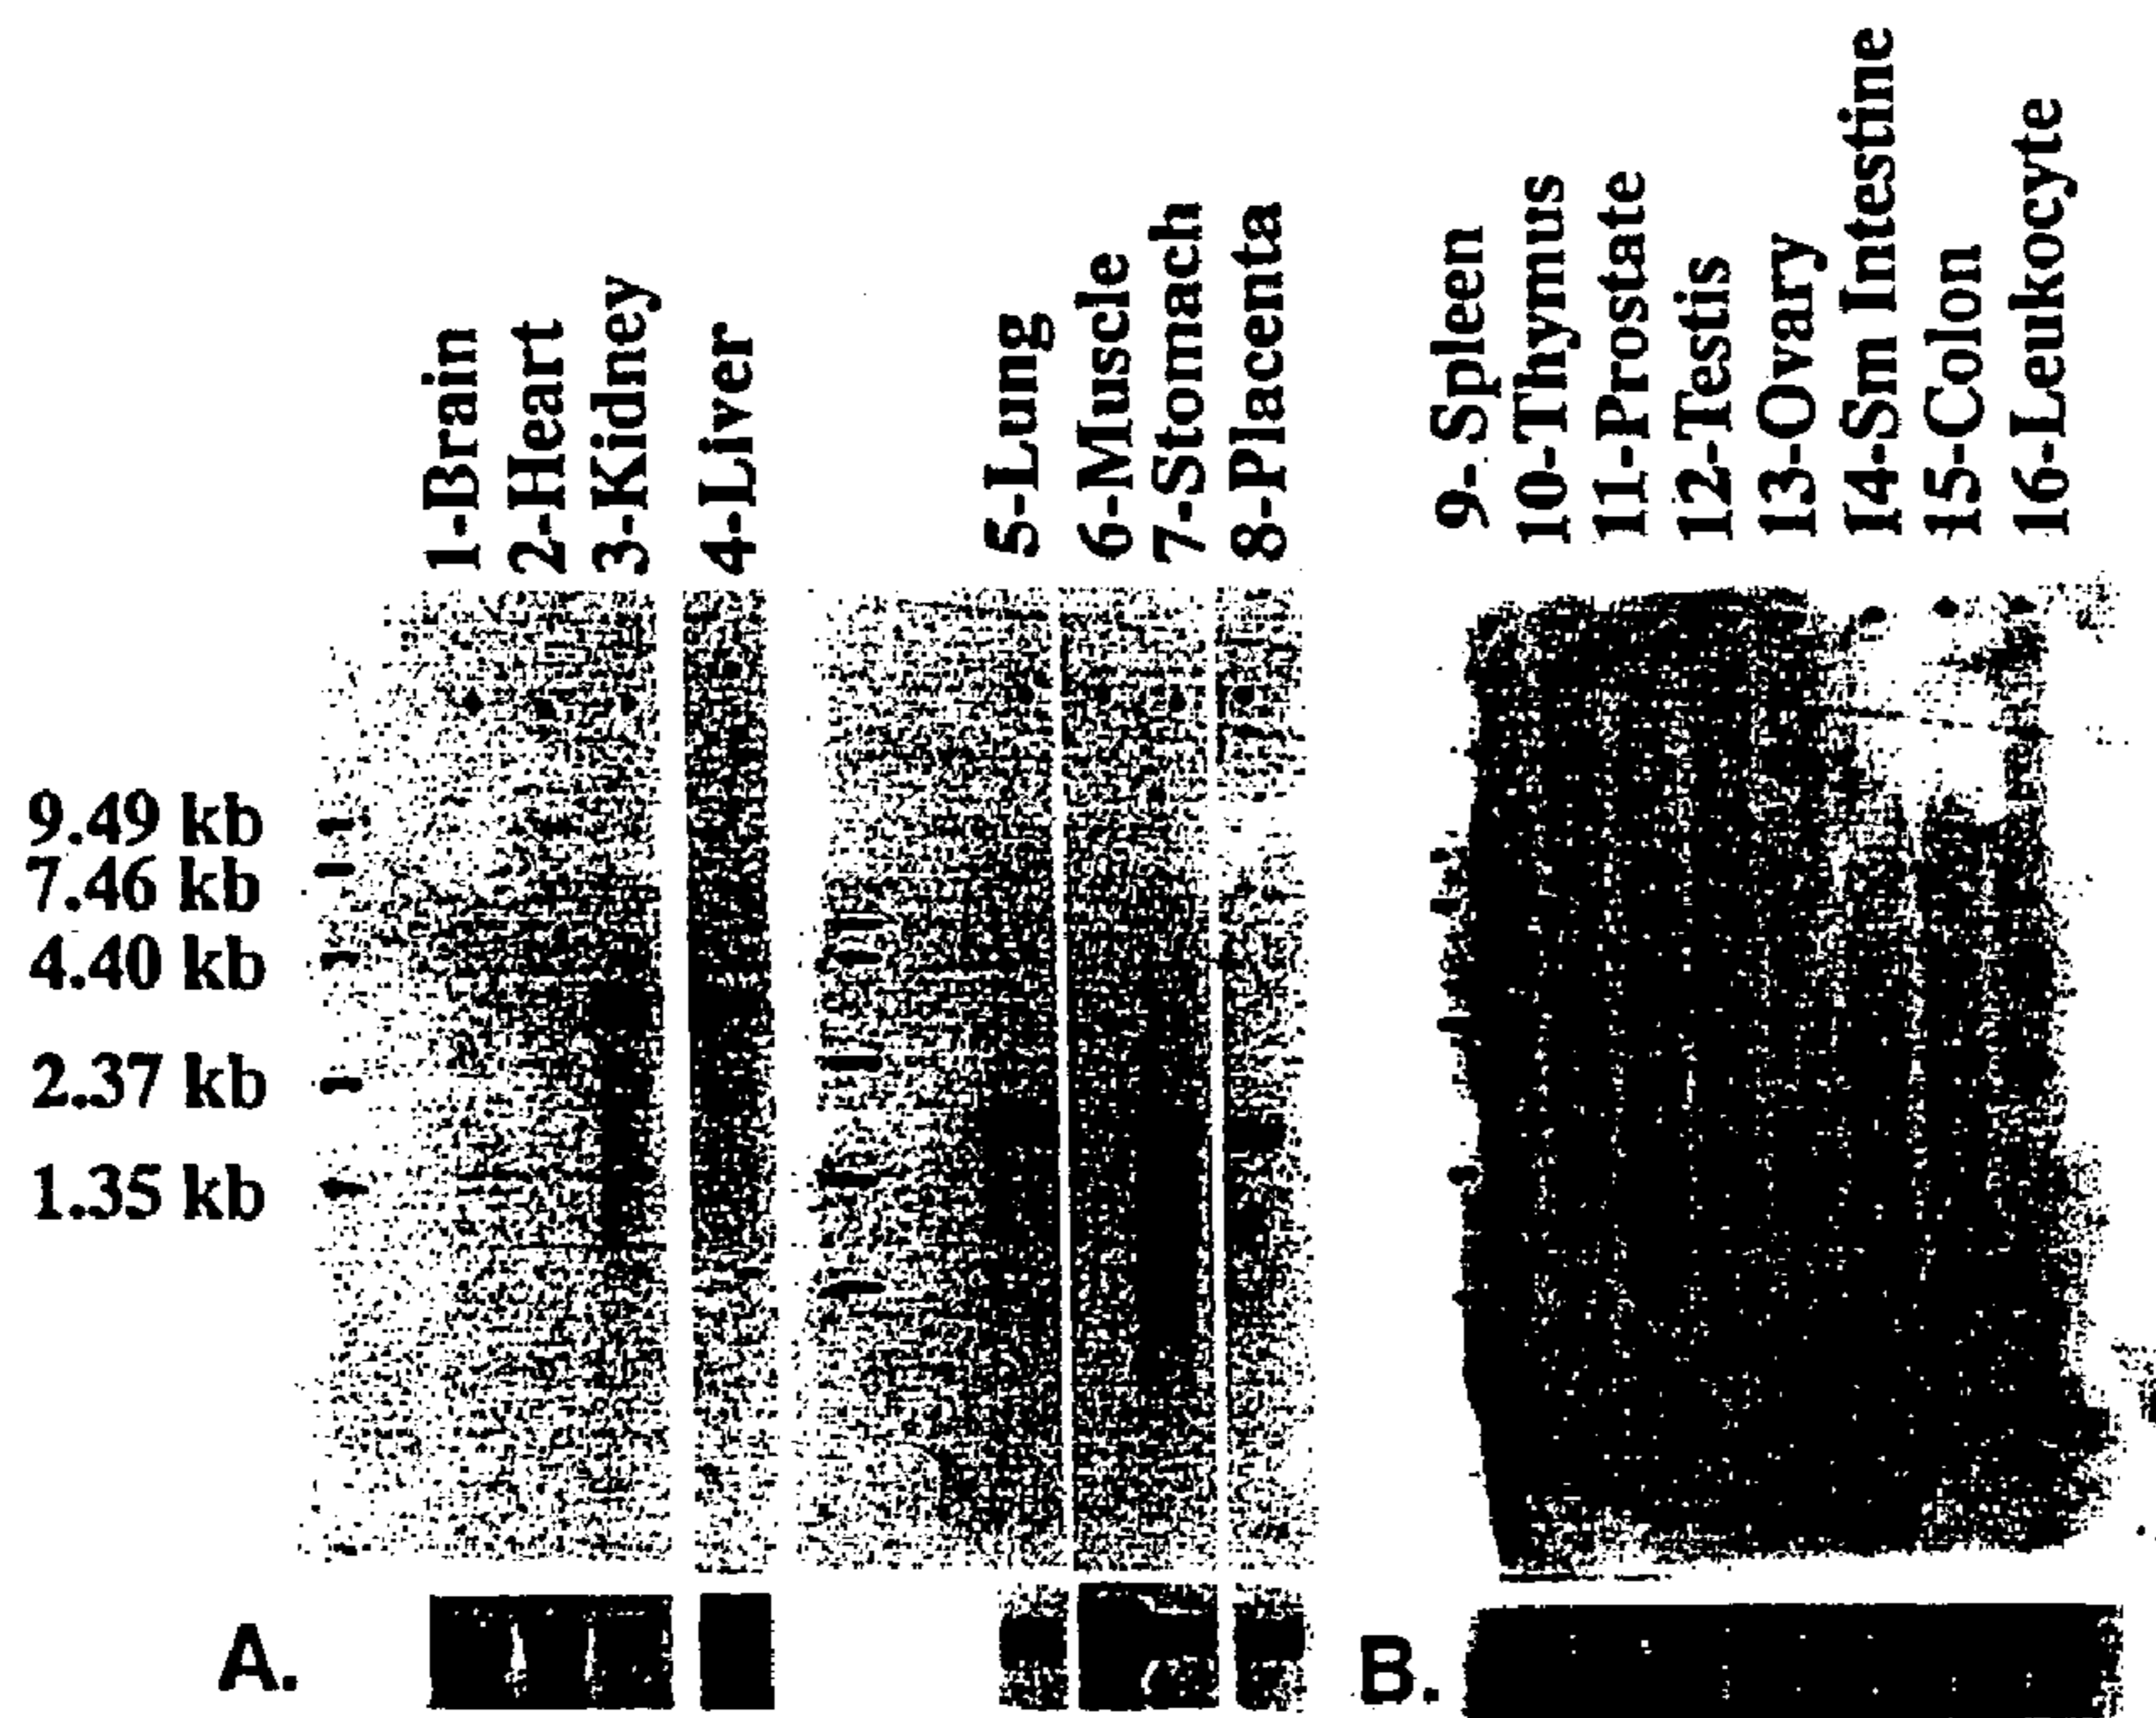 1-Brain
2-Heart
3-Kidney
4-Liver
5-Lung
6-Muscle
7-Stomach
8-Placenta
9-Spleen
10-Thymus
11-Prostate
12-Testis
13-Ovary
14-Sm Intestine
15-Colon
16-Leukocyte
9.49 kb
7.46 kb
4.40 kb
2.37 kb
1.35 kb
A.
B.